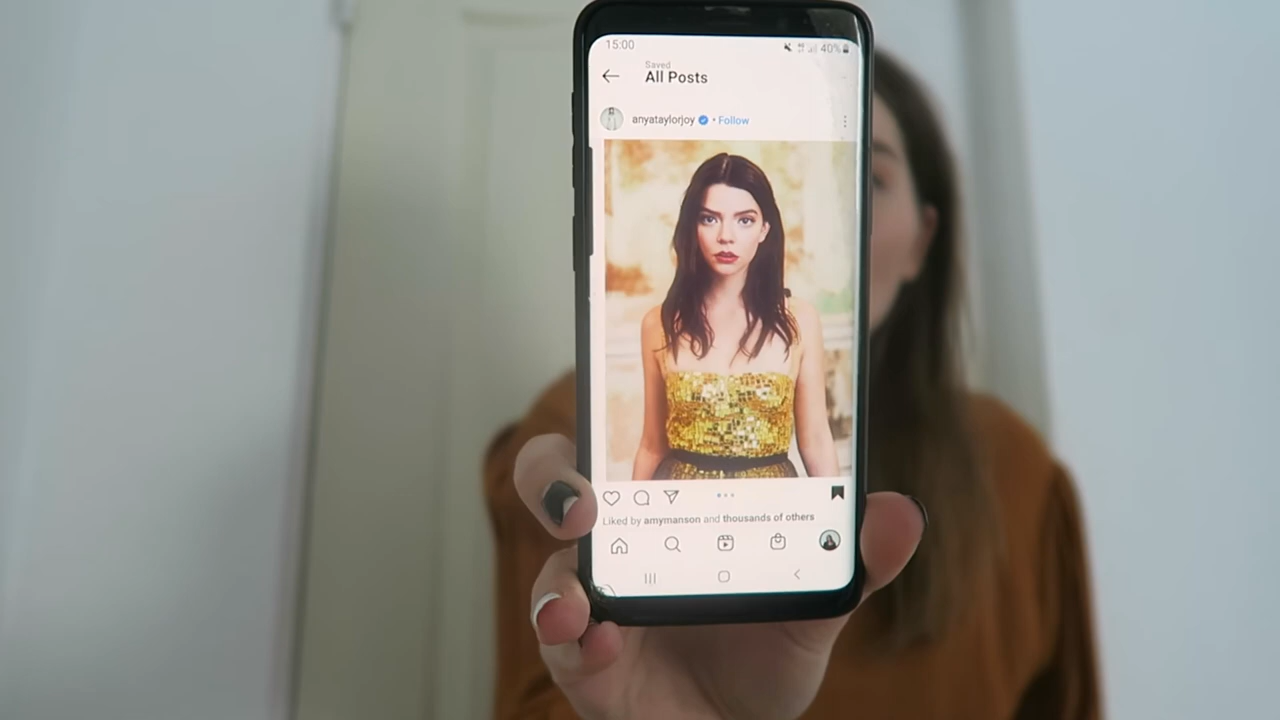 15:00 40%
Saved
All Posts
anyataylorjoy • Follow
Liked by amymanson and thousands of others